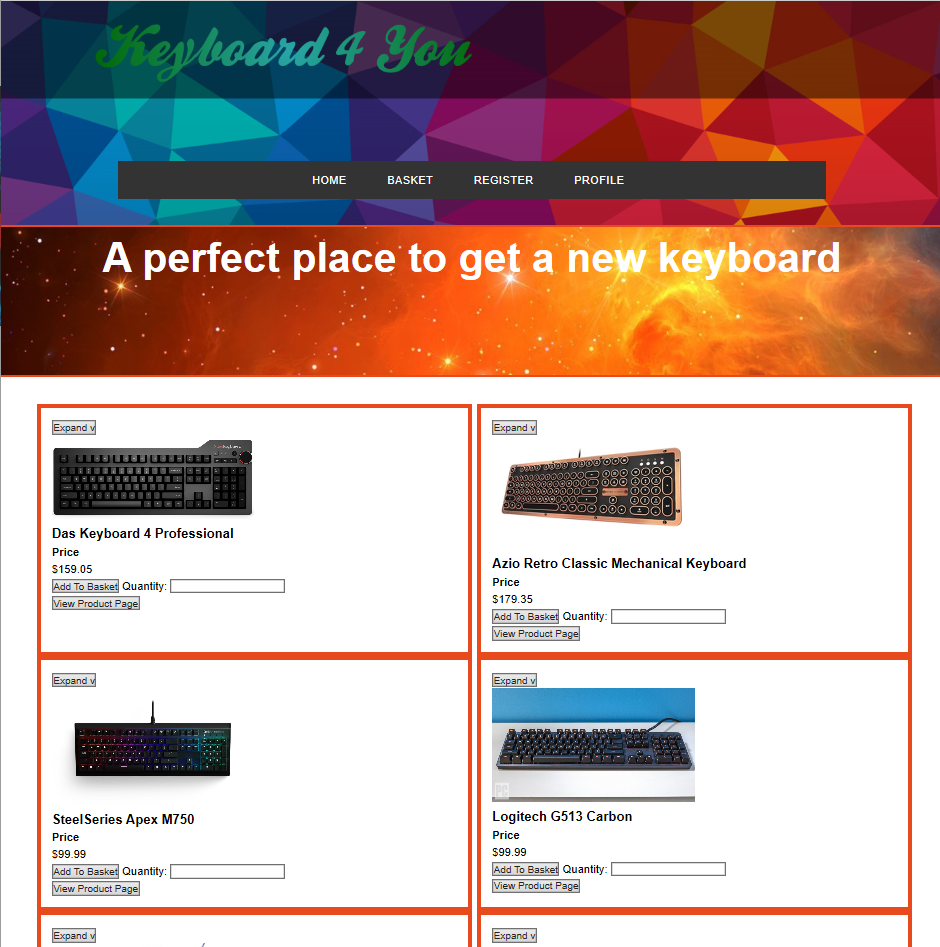 Keyboard 4 You
HOME BASKET REGISTER PROFILE
A perfect place to get a new keyboard
Expand v
Das Keyboard 4 Professional
Price
$159.05
Add To Basket Quantity:
View Product Page
Expand v
Azio Retro Classic Mechanical Keyboard
Price
$179.35
Add To Basket Quantity:
View Product Page
Expand v
SteelSeries Apex M750
Price
$99.99
Add To Basket Quantity:
View Product Page
Expand v
PC
Logitech G513 Carbon
Price
$99.99
Add To Basket Quantity:
View Product Page
Expand v
Expand v